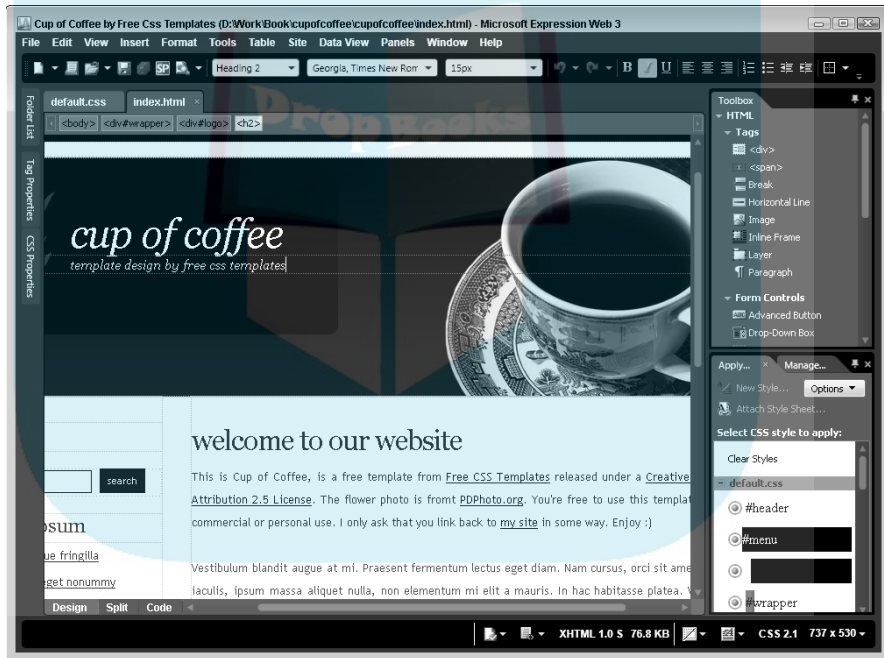 Cup of Coffee by Free Css Templates (D:\Work\Book\cupofcoffee\cupofcoffee\index.html) - Microsoft Expression Web 3
File Edit View Insert Format Tools Table Site Data View Panels Window Help
SP Heading 2 Georgia, Times New Rom 15px B I U
Folder List
Tag Properties
CSS Properties
default.css index.html ×
<body> <div#wrapper> <div#logo> <h2>
DropBooks
cup of coffee
template design by free css templates
welcome to our website
search
This is Cup of Coffee, is a free template from Free CSS Templates released under a Creative
Attribution 2.5 License. The flower photo is fromt PDPhoto.org. You're free to use this templat
commercial or personal use. I only ask that you link back to my site in some way. Enjoy :)
psum
ue fringilla
eget nonummy
Vestibulum blandit augue at mi. Praesent fermentum lectus eget diam. Nam cursus, orci sit ame
iaculis, ipsum massa aliquet nulla, non elementum mi elit a mauris. In hac habitasse platea.
Design Split Code
Toolbox
HTML
Tags
<div>
<span>
Break
Horizontal Line
Image
Inline Frame
Layer
Paragraph
Form Controls
Advanced Button
Drop-Down Box
Apply... × Manage...
New Style... Options
Attach Style Sheet...
Select CSS style to apply:
Clear Styles
default.css
#header
#menu
#wrapper
XHTML 1.0 S 76.8 KB CSS 2.1 737 x 530